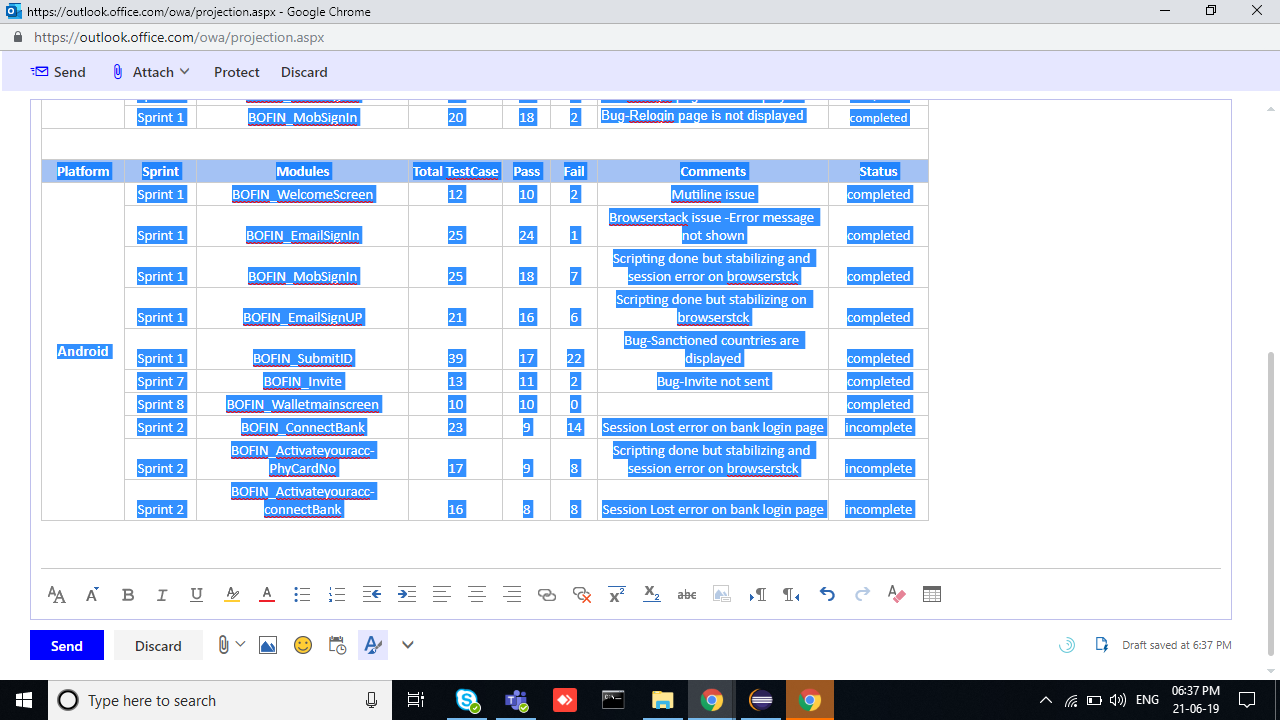 https://outlook.office.com/owa/projection.aspx - Google Chrome
https://outlook.office.com/owa/projection.aspx
Send Attach Protect Discard
Sprint 1 BOFIN_MobSignIn 20 18 2 Bug-Relogin page is not displayed completed
Platform Sprint Modules Total TestCase Pass Fail Comments Status
Sprint 1 BOFIN_WelcomeScreen 12 10 2 Mutiline issue completed
Browserstack issue -Error message
Sprint 1 BOFIN_EmailSignIn 25 24 1 not shown completed
Scripting done but stabilizing and
Sprint 1 BOFIN_MobSignIn 25 18 7 session error on browserstck completed
Scripting done but stabilizing on
Sprint 1 BOFIN_EmailSignUP 21 16 6 browserstck completed
Bug-Sanctioned countries are
Android
Sprint 1 BOFIN_SubmitID 39 17 22 displayed completed
Sprint 7 BOFIN_Invite 13 11 2 Bug-Invite not sent completed
Sprint 8 BOFIN_Walletmainscreen 10 10 0 completed
Sprint 2 BOFIN_ConnectBank 23 9 14 Session Lost error on bank login page incomplete
BOFIN_Activateyouracc- Scripting done but stabilizing and
Sprint 2 PhyCardNo 17 9 8 session error on browserstck incomplete
BOFIN_Activateyouracc-
Sprint 2 connectBank 16 8 8 Session Lost error on bank login page incomplete
Send Discard Draft saved at 6:37 PM
Type here to search ENG 06:37 PM
21-06-19